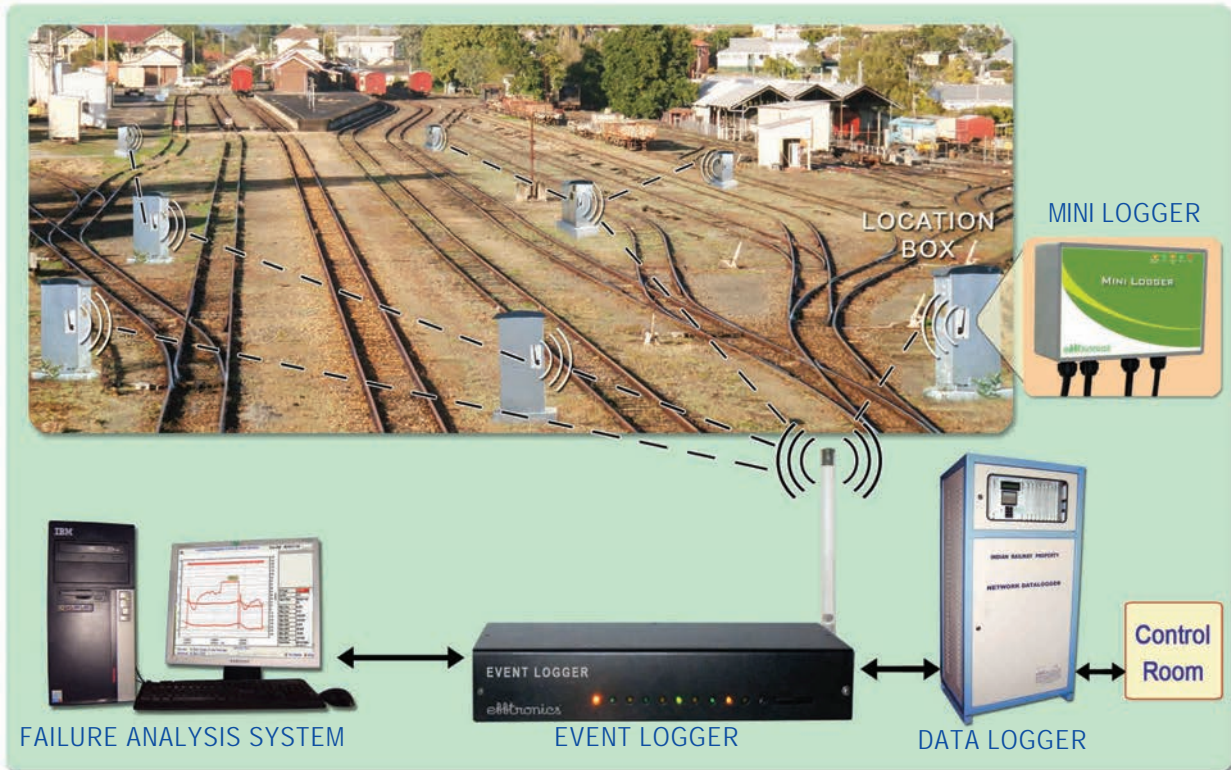 LOCATION
BOX
MINI LOGGER
MINI LOGGER
IBM
INDIAN RAILWAY PROPERTY
NETWORK DATALOGGER
EVENT LOGGER
Control
Room
FAILURE ANALYSIS SYSTEM
EVENT LOGGER
DATA LOGGER